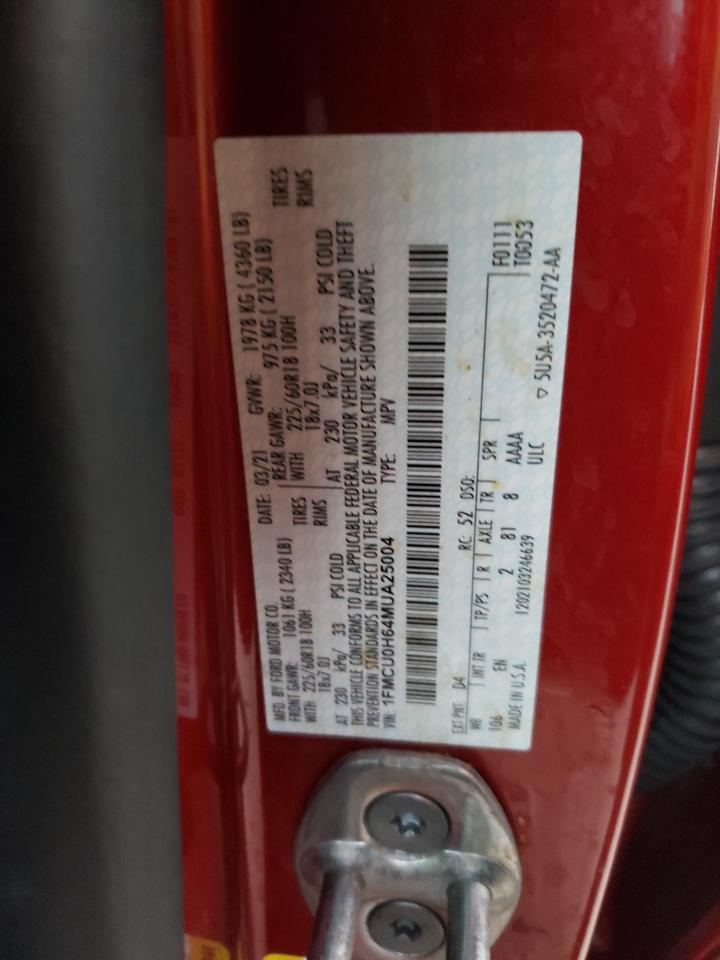 MFD. BY FORD MOTOR CO.
DATE: 03/21 GVWR: 1978 KG ( 4360 LB)
FRONT GAWR: 1061 KG ( 2340 LB) REAR GAWR: 975 KG ( 2150 LB)
WITH 225/60R18 100H TIRES WITH 225/60R18 100H TIRES
18x7.0J RIMS 18x7.0J RIMS
AT 230 kPa/ 33 PSI COLD AT 230 kPa/ 33 PSI COLD
THIS VEHICLE CONFORMS TO ALL APPLICABLE FEDERAL MOTOR VEHICLE SAFETY AND THEFT
PREVENTION STANDARDS IN EFFECT ON THE DATE OF MANUFACTURE SHOWN ABOVE.
VIN: 1FMCU0H64MUA25004 TYPE: MPV
EXT PNT: D4 RC: 52 DSO: F0111
WB INT TR TP/PS R AXLE TR SPR T0053
106 EN 2 81 8 AAAA
MADE IN U.S.A. 1202103246639 ULC
▽ 5U5A-3520472-AA